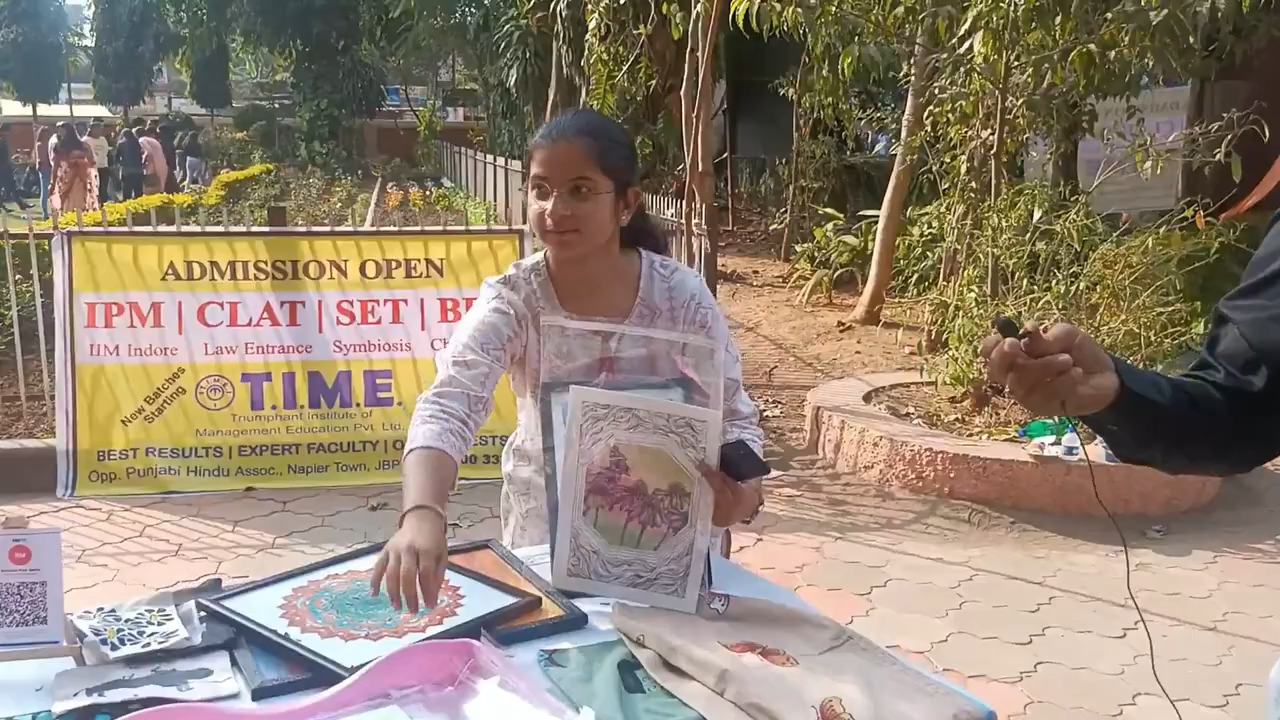 ADMISSION OPEN
IPM | CLAT | SET |
IIM Indore Law Entrance Symbiosis
New Batches
Starting
T.I.M.E.
Triumphant Institute of
Management Education Pvt. Ltd.
BEST RESULTS | EXPERT FACULTY |
Opp. Punjabi Hindu Assoc., Napier Town, JBP